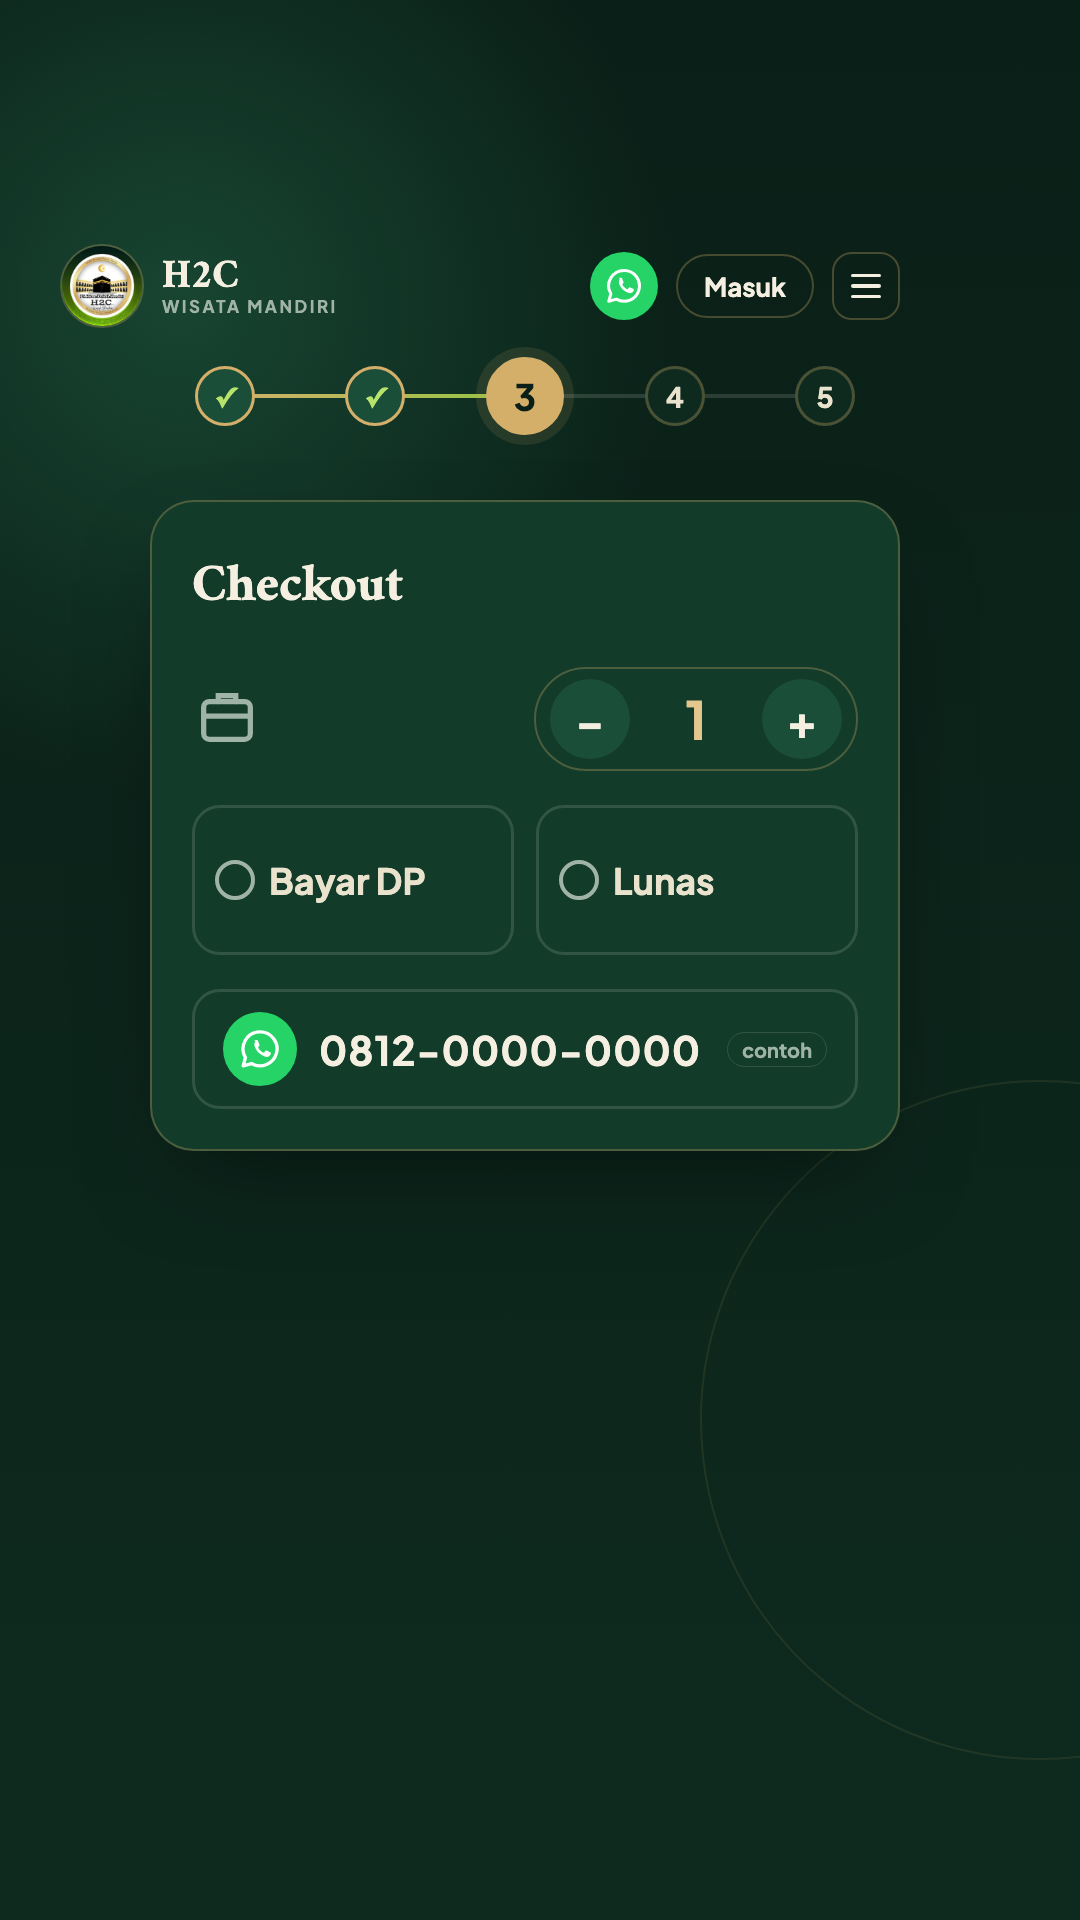 H2C
WISATA MANDIRI
Masuk
✓ ✓ 3 4 5
Checkout
− 1 +
Bayar DP
Lunas
0812-0000-0000
contoh